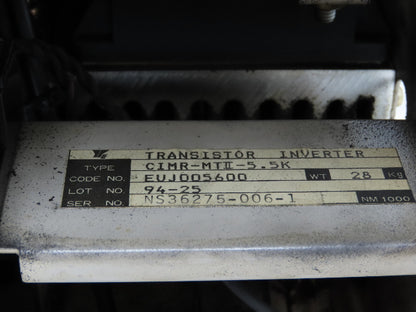 TRANSISTOR INVERTER
TYPE CIMR-MTII-5.5K
CODE NO. EUJ005600 WT 28 Kg
LOT NO. 94-25
SER NO. NS36275-006-1 NM 1000